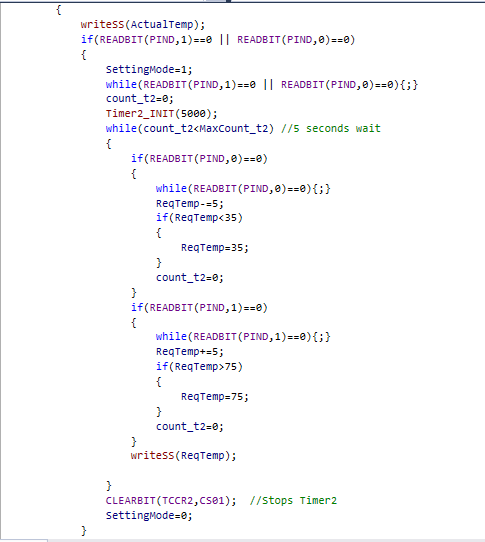 {
writeSS(ActualTemp);
if(READBIT(PIND,1)==0 || READBIT(PIND,0)==0)
{
SettingMode=1;
while(READBIT(PIND,1)==0 || READBIT(PIND,0)==0){;}
count_t2=0;
Timer2_INIT(5000);
while(count_t2<MaxCount_t2) //5 seconds wait
{
if(READBIT(PIND,0)==0)
{
while(READBIT(PIND,0)==0){;}
ReqTemp-=5;
if(ReqTemp<35)
{
ReqTemp=35;
}
count_t2=0;
}
if(READBIT(PIND,1)==0)
{
while(READBIT(PIND,1)==0){;}
ReqTemp+=5;
if(ReqTemp>75)
{
ReqTemp=75;
}
count_t2=0;
}
writeSS(ReqTemp);
}
CLEARBIT(TCCR2,CS01); //Stops Timer2
SettingMode=0;
}